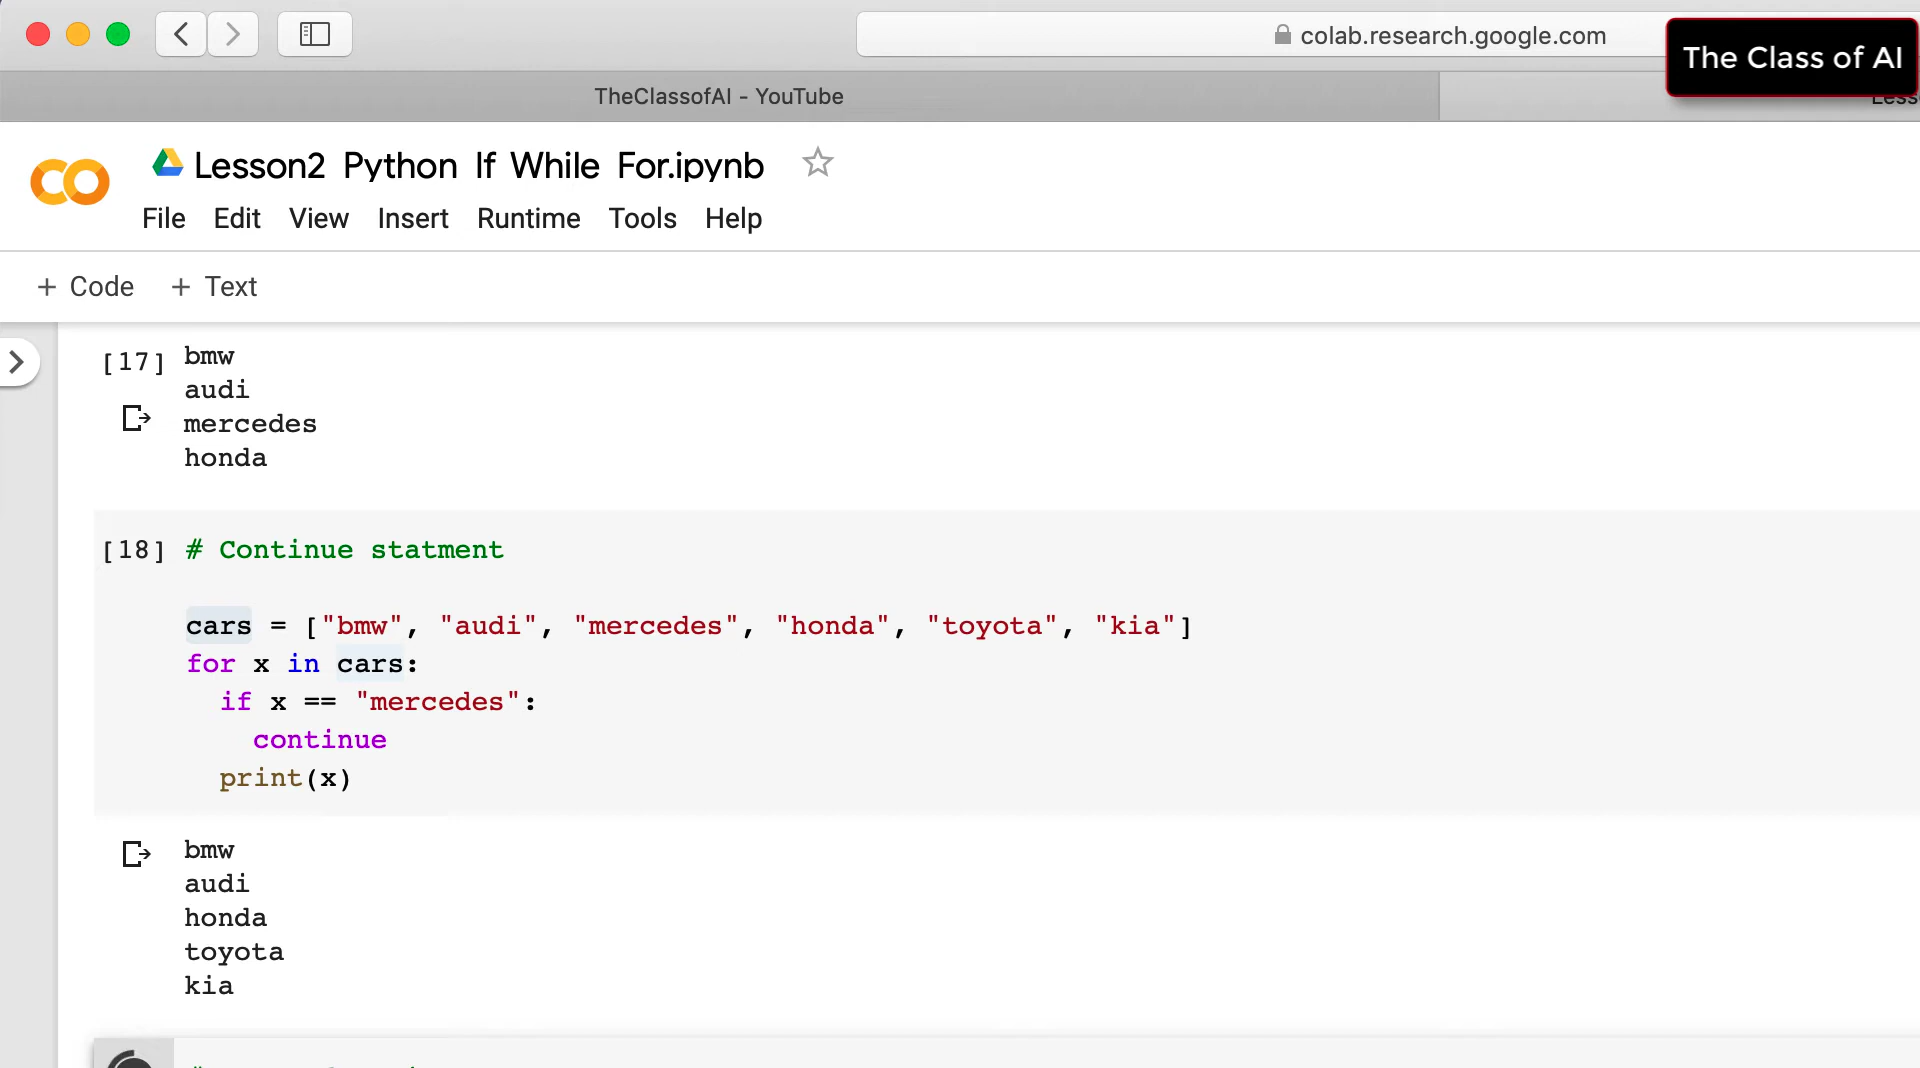 colab.research.google.com
The Class of AI
TheClassofAI - YouTube
Lesson2 Python If While For.ipynb
File Edit View Insert Runtime Tools Help
+ Code + Text
[17] bmw
audi
mercedes
honda
[18] # Continue statment
cars = ["bmw", "audi", "mercedes", "honda", "toyota", "kia"]
for x in cars:
if x == "mercedes":
continue
print(x)
bmw
audi
honda
toyota
kia